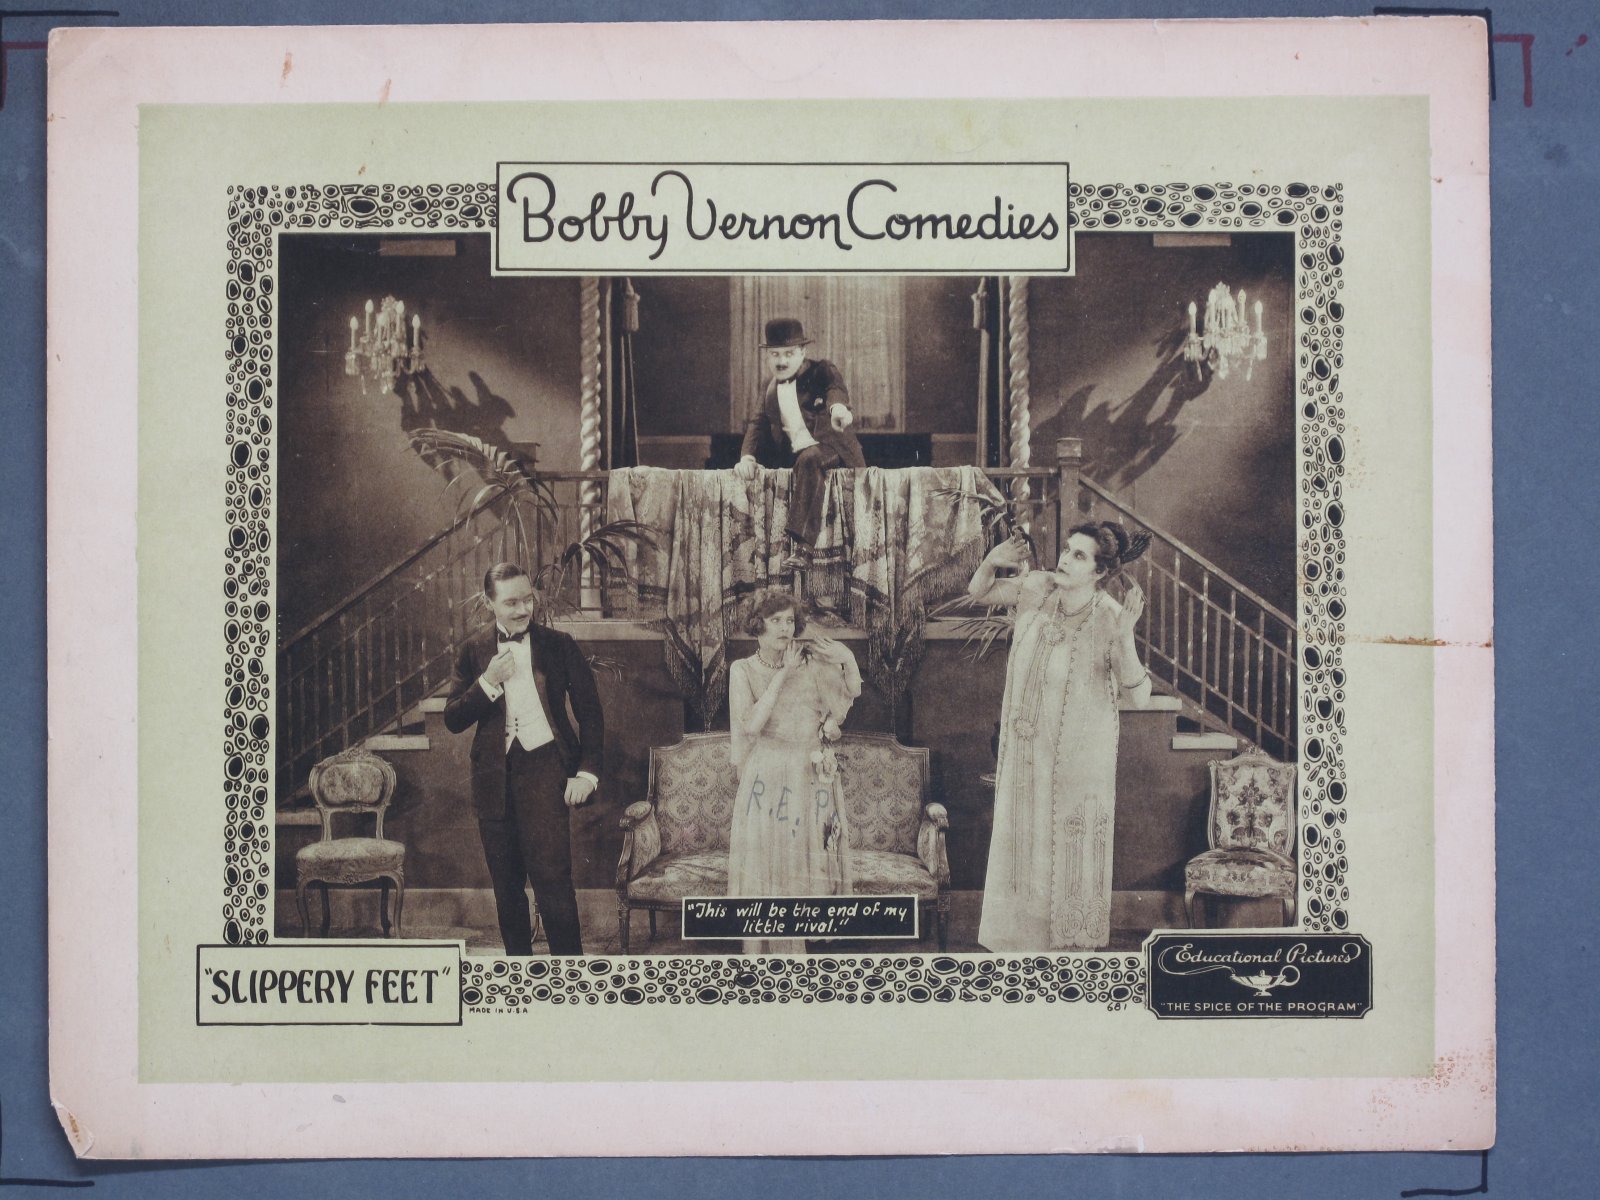 Bobby Vernon Comedies
R.E.P.
"This will be the end of my
little rival."
"SLIPPERY FEET"
MADE IN U.S.A
681
Educational Pictures
"THE SPICE OF THE PROGRAM"